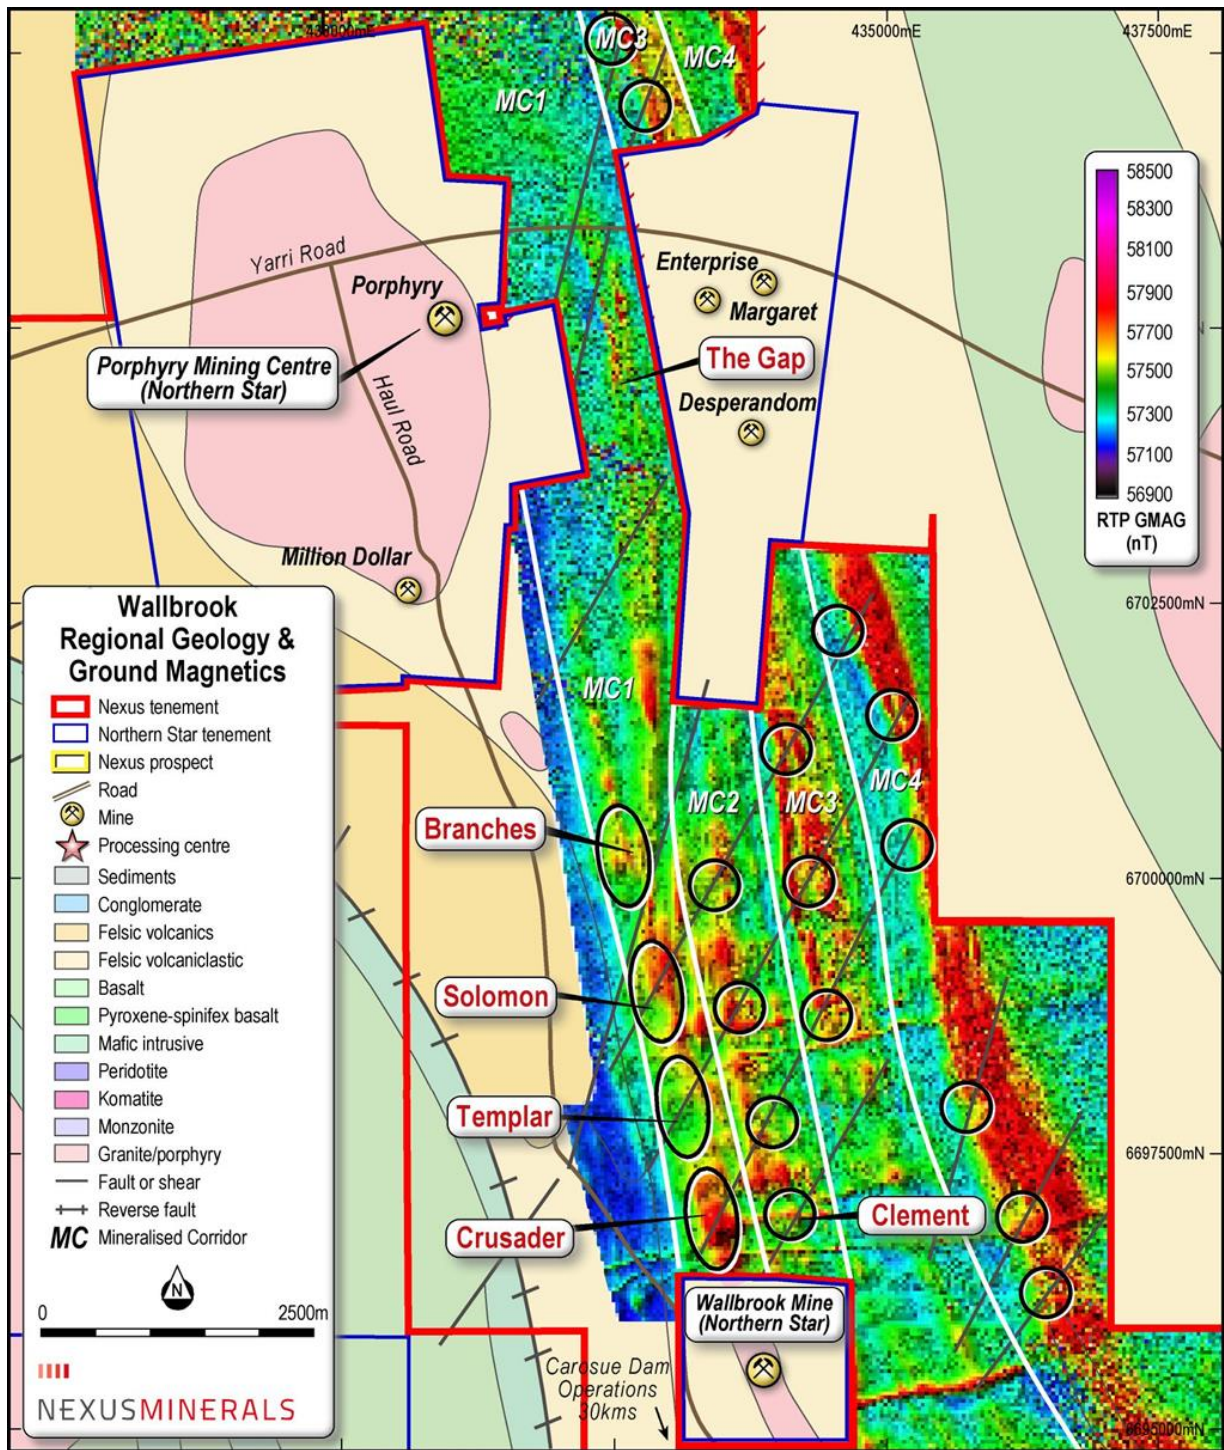 435000mE
437500mE
MC3
MC4
MC1
58500
58300
58100
57900
57700
57500
57300
57100
56900
RTP GMAG
(nT)
Yarri Road
Enterprise
Porphyry
Margaret
The Gap
Porphyry Mining Centre
(Northern Star)
Haul Road
Desperandom
Million Dollar
6702500mN
Wallbrook
Regional Geology &
Ground Magnetics
Nexus tenement
Northern Star tenement
Nexus prospect
Road
Mine
Processing centre
Sediments
Conglomerate
Felsic volcanics
Felsic volcaniclastic
Basalt
Pyroxene-spinifex basalt
Mafic intrusive
Peridotite
Komatite
Monzonite
Granite/porphyry
Fault or shear
Reverse fault
MC Mineralised Corridor
N
0 2500m
NEXUSMINERALS
MC1
MC2
MC3
MC4
Branches
6700000mN
Solomon
Templar
6697500mN
Crusader
Clement
Wallbrook Mine
(Northern Star)
Carosue Dam
Operations
30kms
6695000mN